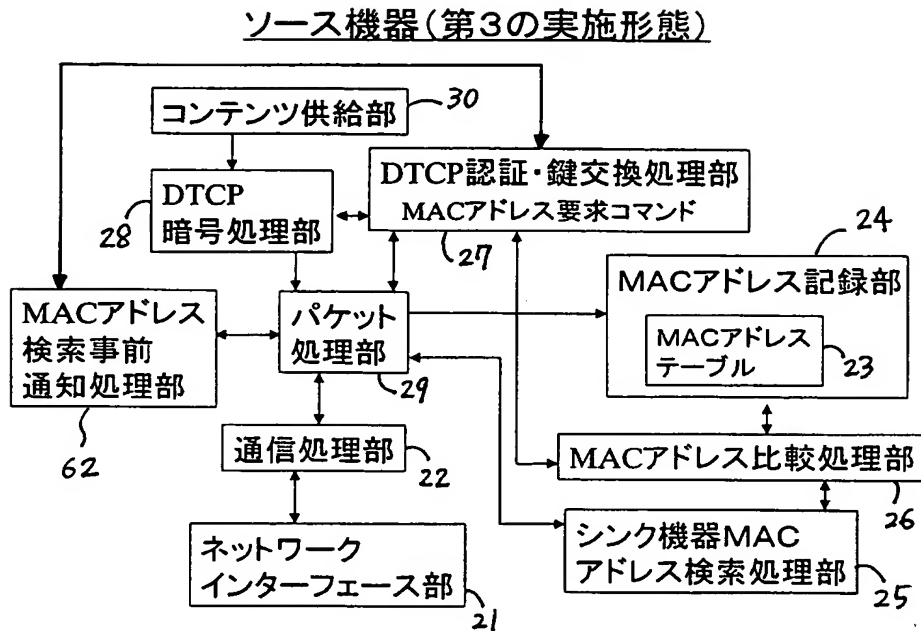 ソース機器(第3の実施形態)
コンテンツ供給部
30
DTCP
暗号処理部
28
DTCP認証・鍵交換処理部
MACアドレス要求コマンド
27
24
MACアドレス記録部
MACアドレス
テーブル
23
MACアドレス
検索事前
通知処理部
62
パケット
処理部
29
通信処理部
22
MACアドレス比較処理部
26
ネットワーク
インターフェース部
21
シンク機器MAC
アドレス検索処理部
25